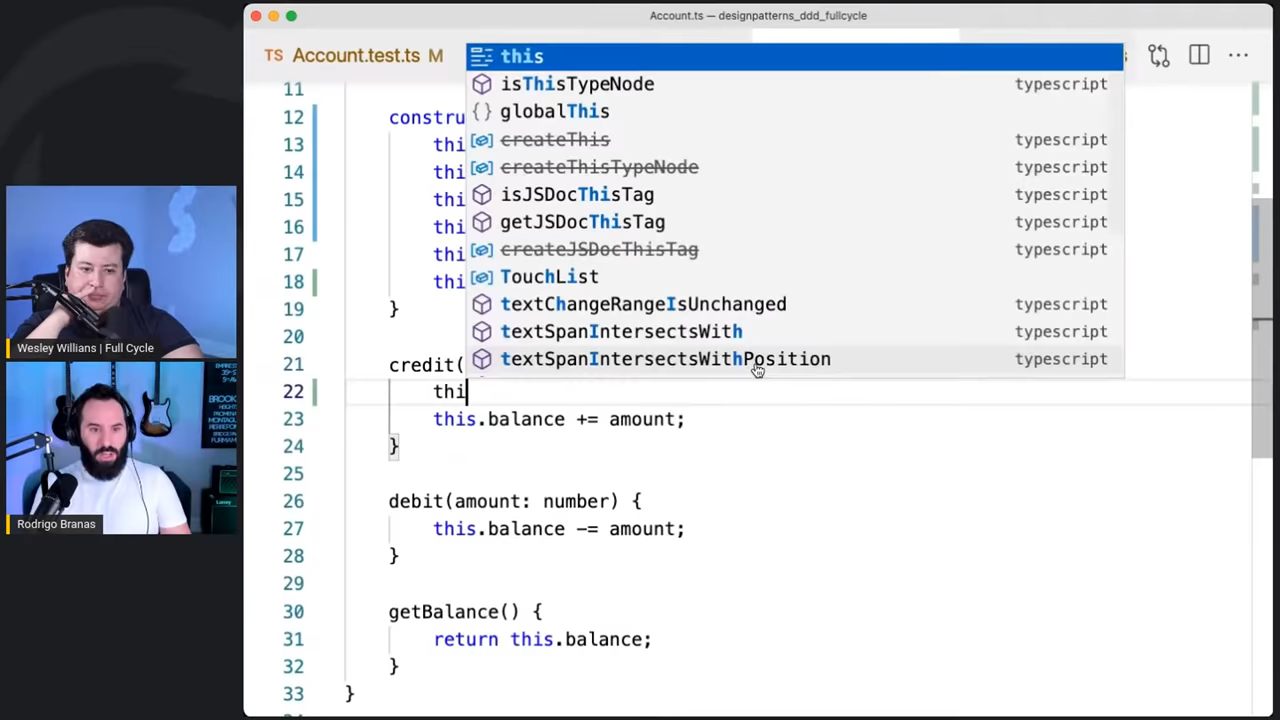 Account.ts — designpatterns_ddd_fullcycle
TS Account.test.ts M
this
isThisTypeNode typescript
globalThis
createThis typescript
createThisTypeNode typescript
isJSDocThisTag typescript
getJSDocThisTag typescript
createJSDocThisTag typescript
TouchList
textChangeRangeIsUnchanged typescript
textSpanIntersectsWith typescript
textSpanIntersectsWithPosition typescript
11
12 constru
13 thi
14 thi
15 thi
16 thi
17 thi
18 thi
19 }
20
21 credit(
22 thi
23 this.balance += amount;
24 }
25
26 debit(amount: number) {
27 this.balance -= amount;
28 }
29
30 getBalance() {
31 return this.balance;
32 }
33 }
Wesley Willians | Full Cycle
BROOK
Rodrigo Branas